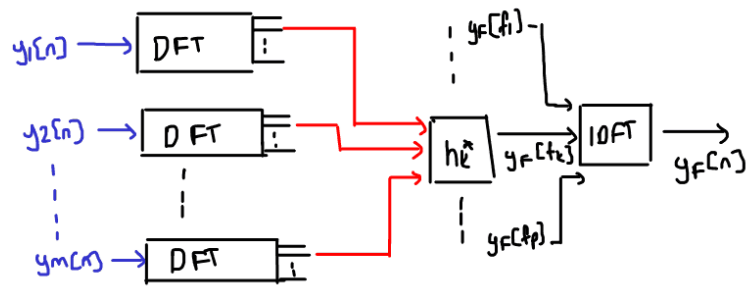 y1[n]
DFT
y2[n]
DFT
ym[n]
DFT
hk*
yF[f1]
yF[fk]
yF[fp]
IDFT
yF[n]